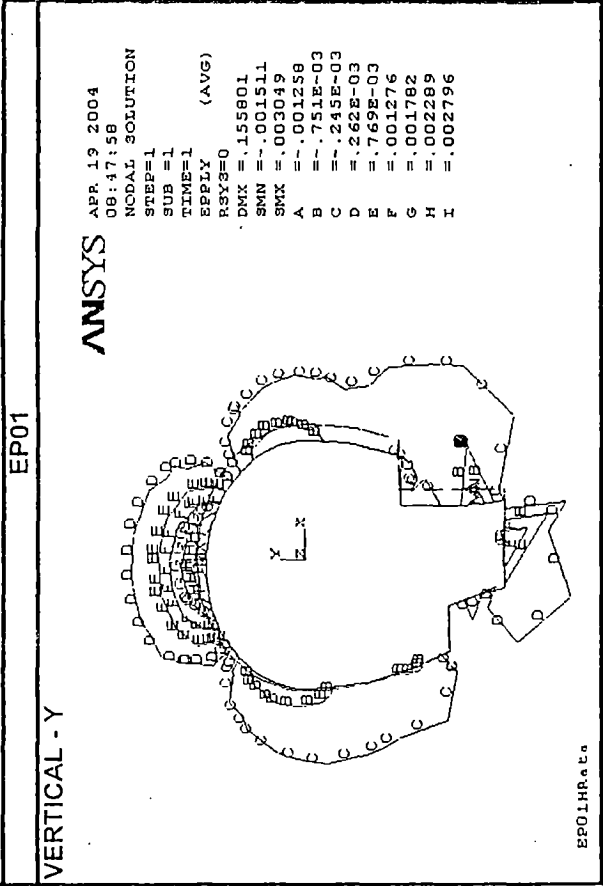 EP01
VERTICAL - Y
ANSYS
APR 19 2004
08:47:58
NODAL SOLUTION
STEP=1
SUB =1
TIME=1
EPPLY (AVG)
RSYS=0
DMX =.155801
SMN =-.001511
SMX =.003049
A =-.001258
B =-.751E-03
C =-.245E-03
D =.262E-03
E =.769E-03
F =.001276
G =.001782
H =.002289
I =.002796
Y
Z X
EP01HRata